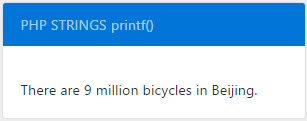 PHP STRINGS printf()
There are 9 million bicycles in Beijing.